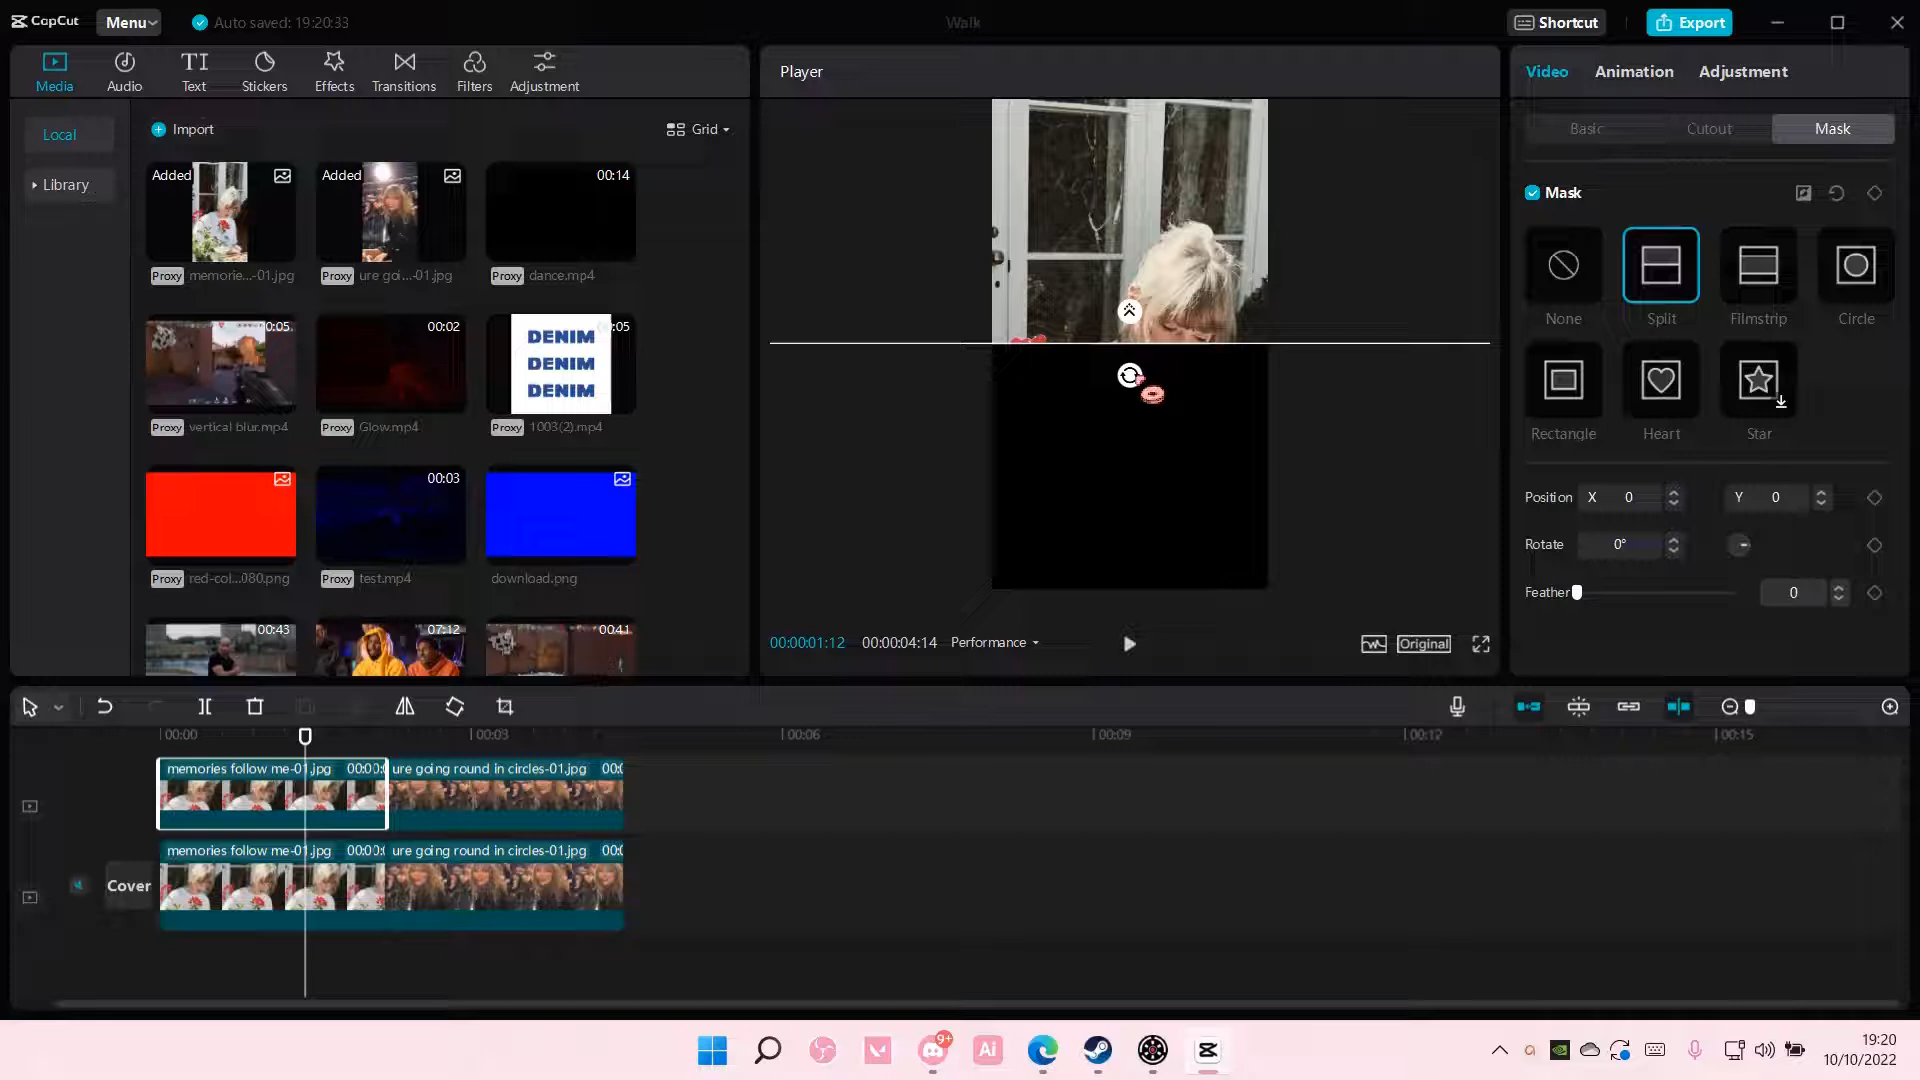 CapCut
Menu
Auto saved: 19:20:33
Walk
Shortcut
Export
Media
Audio
Text
Stickers
Effects
Transitions
Filters
Adjustment
Player
Video
Animation
Adjustment
Local
Library
Import
Grid
Basic
Cutout
Mask
Mask
Added
Added
00:14
Proxy memorie...-01.jpg
Proxy ure goi...-01.jpg
Proxy dance.mp4
None
Split
Filmstrip
Circle
0:05
00:02
:05
DENIM
DENIM
DENIM
Proxy vertical blur.mp4
Proxy Glow.mp4
Proxy 1003(2).mp4
Rectangle
Heart
Star
00:03
Proxy red-col...080.png
Proxy test.mp4
download.png
Position X 0 Y 0
Rotate 0°
Feather 0
00:43
07:12
00:41
00:00:01:12 00:00:04:14 Performance
Original
00:00
00:03
00:06
00:09
00:12
00:15
memories follow me-01.jpg 00:00:0
ure going round in circles-01.jpg 00:0
memories follow me-01.jpg 00:00:0
ure going round in circles-01.jpg 00:0
Cover
9+
Ai
19:20
10/10/2022